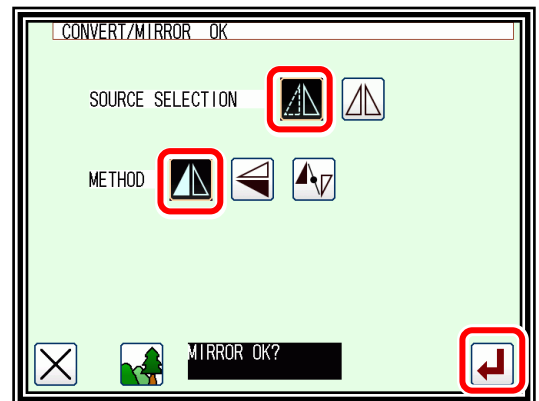 CONVERT/MIRROR OK
SOURCE SELECTION
METHOD
MIRROR OK?